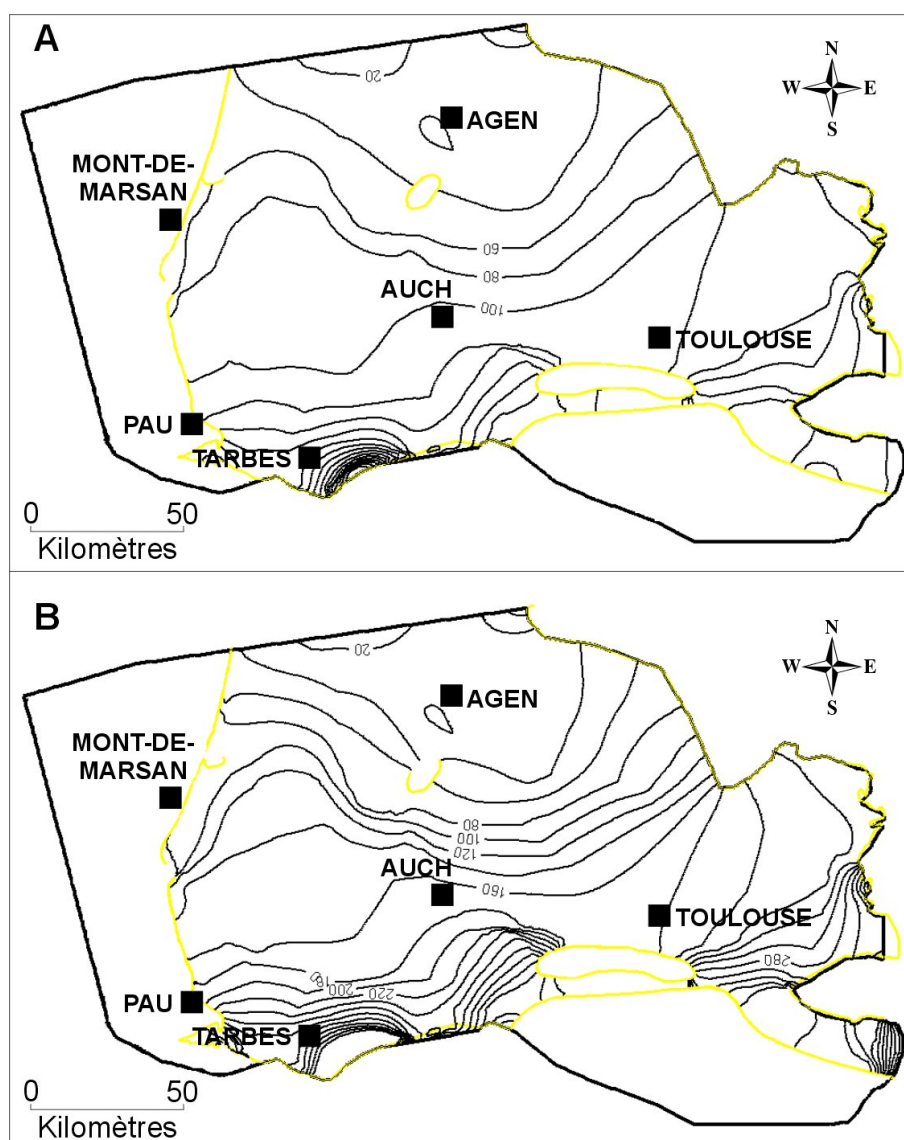 A
N
W E
S
20
AGEN
MONT-DE-
MARSAN
60
80
AUCH
100
TOULOUSE
PAU
TARBES
0 50
Kilomètres
B
N
W E
S
20
AGEN
MONT-DE-
MARSAN
80
100
120
AUCH
160
TOULOUSE
180
200
220
280
PAU
TARBES
0 50
Kilomètres